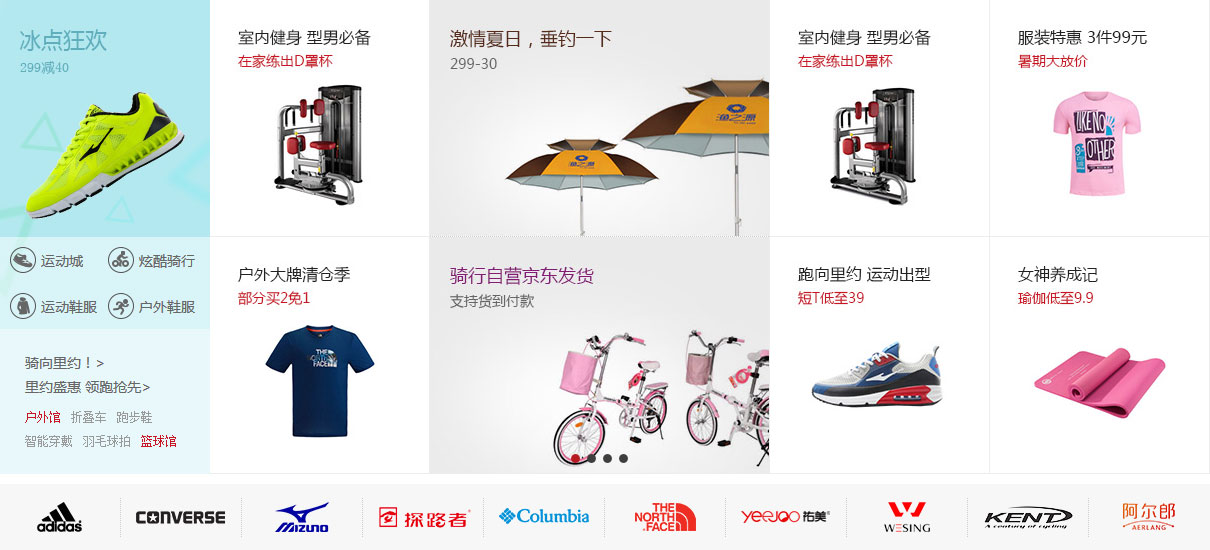 冰点狂欢
299减40
运动城
炫酷骑行
运动鞋服
户外鞋服
骑向里约！>
里约盛惠 领跑抢先>
户外馆 折叠车 跑步鞋
智能穿戴 羽毛球拍 篮球馆
室内健身 型男必备
在家练出D罩杯
激情夏日，垂钓一下
299-30
渔之源
渔之源
室内健身 型男必备
在家练出D罩杯
服装特惠 3件99元
暑期大放价
LIKE NO
OTHER
户外大牌清仓季
部分买2免1
THE
NORTH
FACE
骑行自营京东发货
支持货到付款
跑向里约 运动出型
短T低至39
女神养成记
瑜伽低至9.9
adidas
CONVERSE
MIZUNO
探路者
Columbia
THE
NORTH
FACE
YEEJOO 祐美
WESING
KENT
A century of cycling
阿尔郎
AERLANG